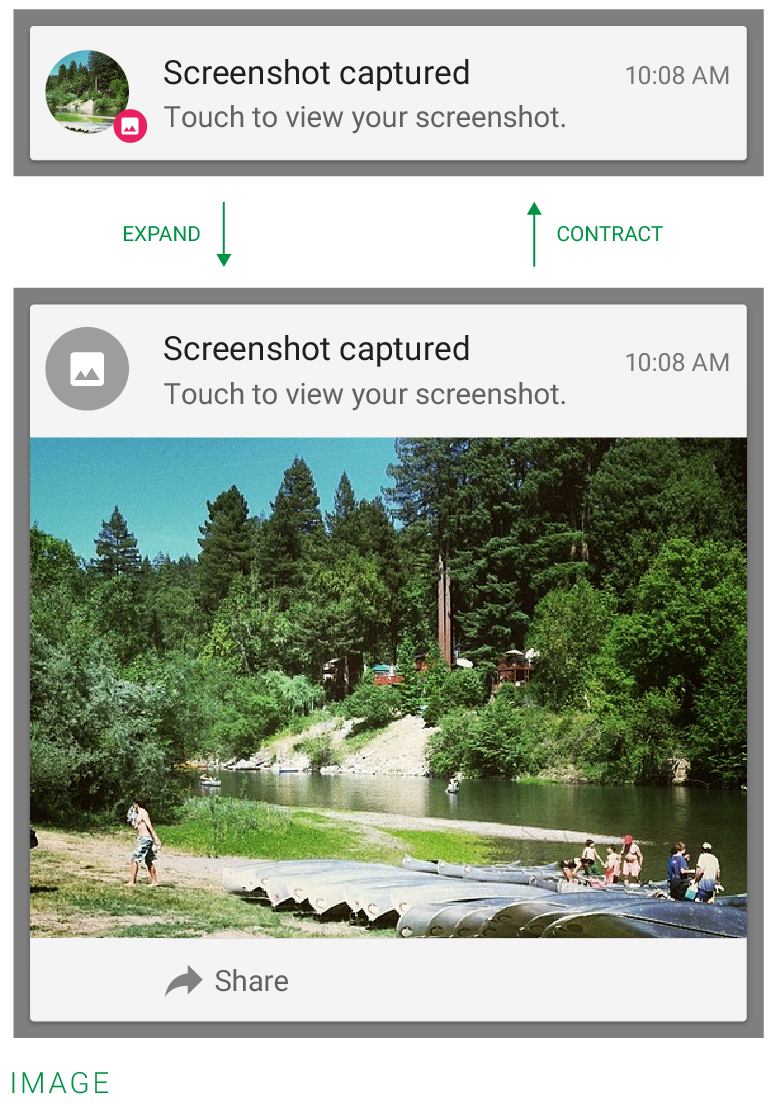 Screenshot captured
10:08 AM
Touch to view your screenshot.
EXPAND
CONTRACT
Screenshot captured
10:08 AM
Touch to view your screenshot.
Share
IMAGE